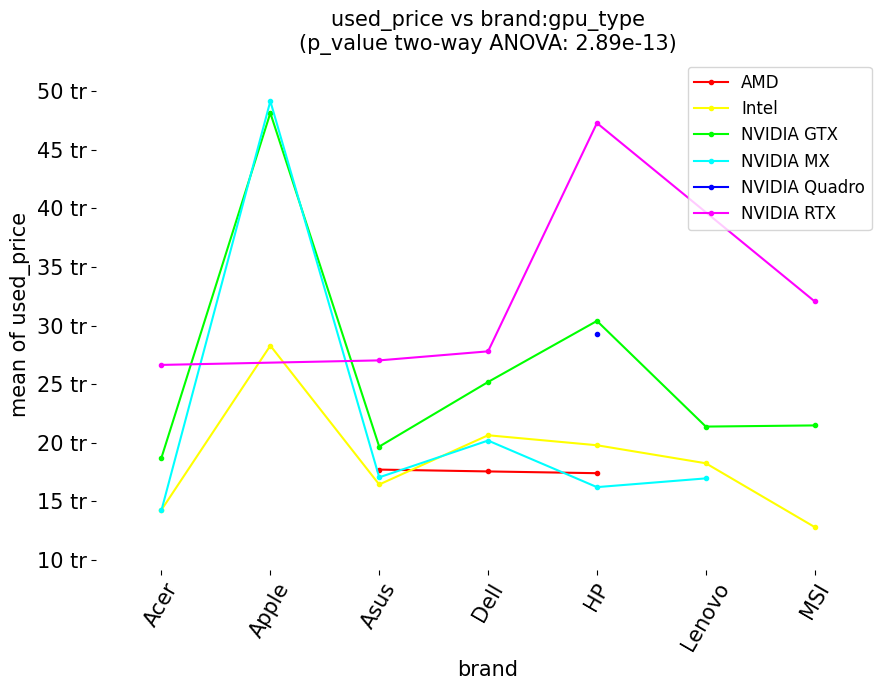 used_price vs brand:gpu_type
(p_value two-way ANOVA: 2.89e-13)
AMD
Intel
NVIDIA GTX
NVIDIA MX
NVIDIA Quadro
NVIDIA RTX
mean of used_price
50 tr
45 tr
40 tr
35 tr
30 tr
25 tr
20 tr
15 tr
10 tr
Acer
Apple
Asus
Dell
HP
Lenovo
MSI
brand